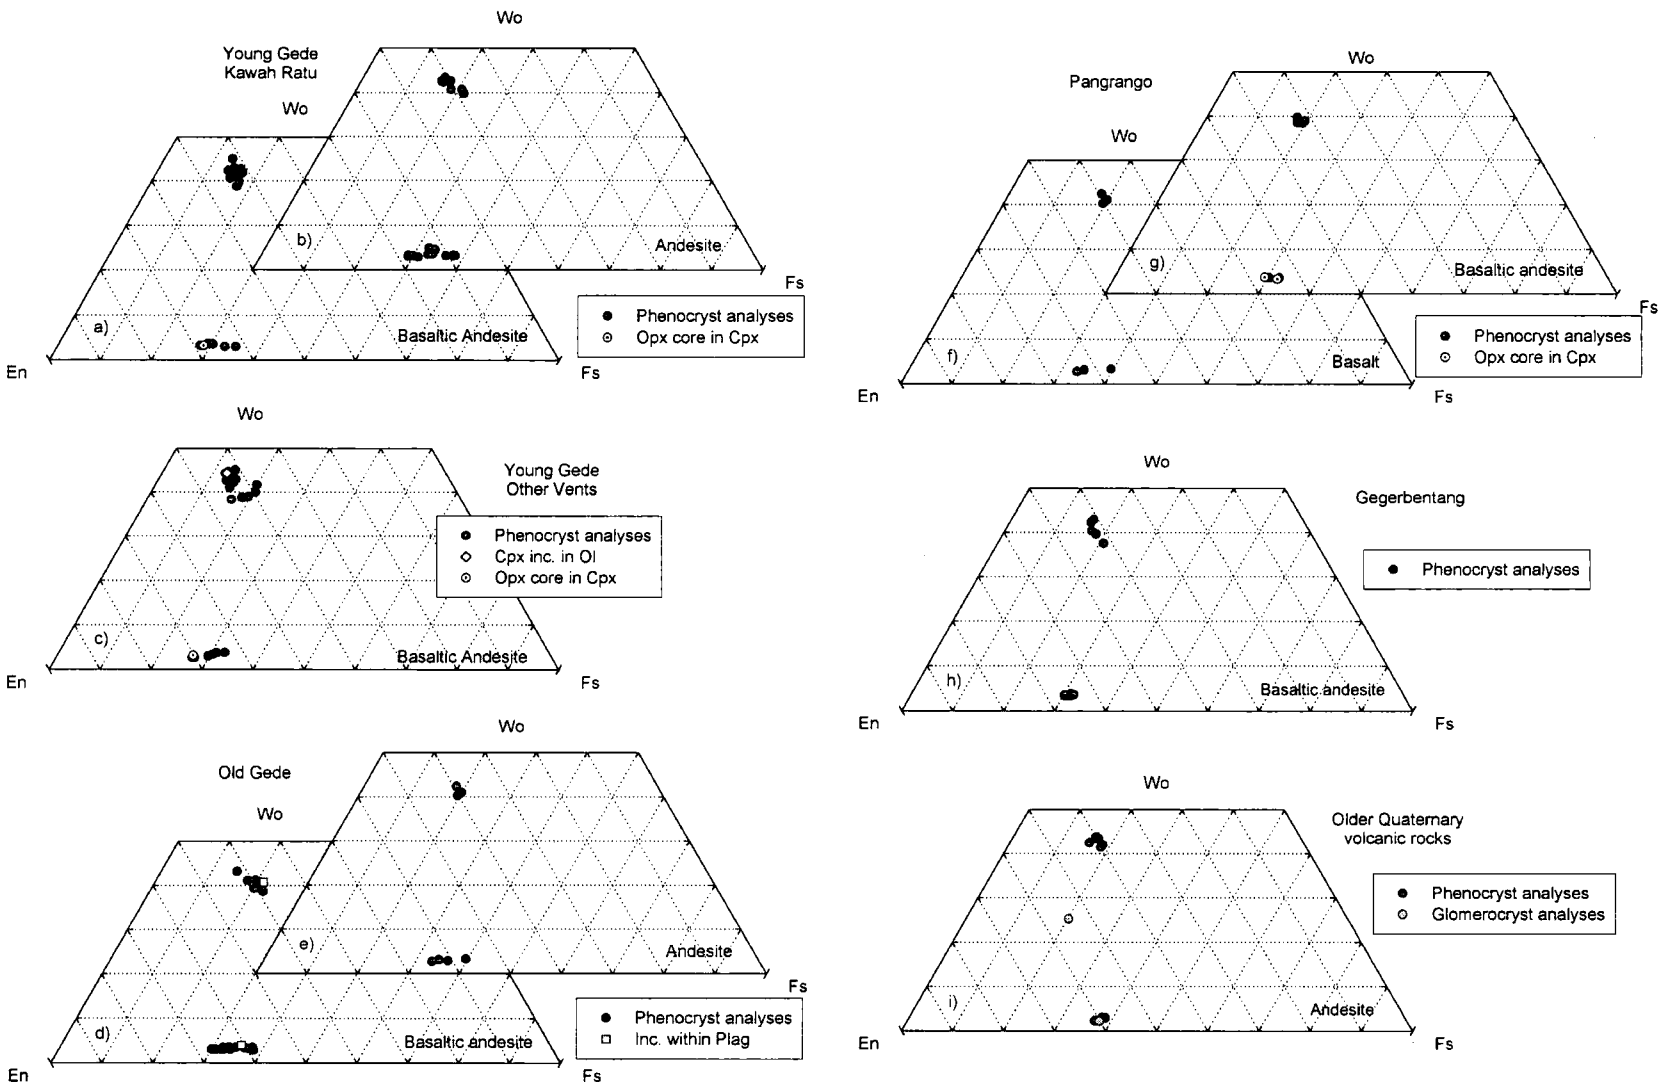 Wo
Young Gede
Kawah Ratu
Wo
b)
Andesite
Fs
a)
Basaltic Andesite
En
Fs
Phenocryst analyses
Opx core in Cpx
Wo
Young Gede
Other Vents
Phenocryst analyses
Cpx inc. in Ol
Opx core in Cpx
c)
Basaltic Andesite
En
Fs
Wo
Old Gede
Wo
e)
Andesite
Fs
d)
Basaltic andesite
En
Fs
Phenocryst analyses
Inc. within Plag
Wo
Pangrango
Wo
g)
Basaltic andesite
Fs
f)
Basalt
En
Fs
Phenocryst analyses
Opx core in Cpx
Wo
Gegerbentang
Phenocryst analyses
h)
Basaltic andesite
En
Fs
Wo
Older Quaternary
volcanic rocks
Phenocryst analyses
Glomerocryst analyses
i)
Andesite
En
Fs